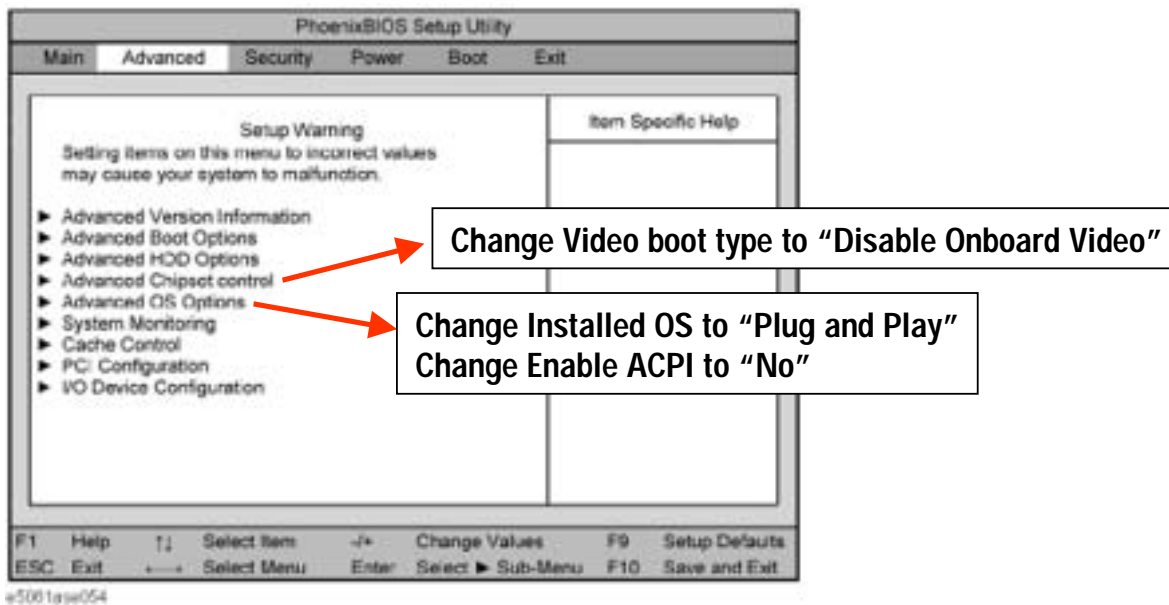 PhoenixBIOS Setup Utility
Main Advanced Security Power Boot Exit
Setup Warning
Setting items on this menu to incorrect values
may cause your system to malfunction.
► Advanced Version Information
► Advanced Boot Options
► Advanced HDD Options
► Advanced Chipset control
► Advanced OS Options
► System Monitoring
► Cache Control
► PCI Configuration
► I/O Device Configuration
Item Specific Help
Change Video boot type to “Disable Onboard Video”
Change Installed OS to “Plug and Play”
Change Enable ACPI to “No”
F1 Help ↑↓ Select Item -/+ Change Values F9 Setup Defaults
ESC Exit ←→ Select Menu Enter Select ► Sub-Menu F10 Save and Exit
e5061ase054